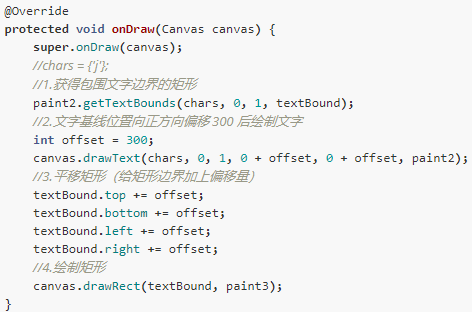 @Override
protected void onDraw(Canvas canvas) {
    super.onDraw(canvas);
    //chars = {'j'};
    //1.获得包围文字边界的矩形
    paint2.getTextBounds(chars, 0, 1, textBound);
    //2.文字基线位置向正方向偏移 300 后绘制文字
    int offset = 300;
    canvas.drawText(chars, 0, 1, 0 + offset, 0 + offset, paint2);
    //3.平移矩形（给矩形边界加上偏移量）
    textBound.top += offset;
    textBound.bottom += offset;
    textBound.left += offset;
    textBound.right += offset;
    //4.绘制矩形
    canvas.drawRect(textBound, paint3);
}